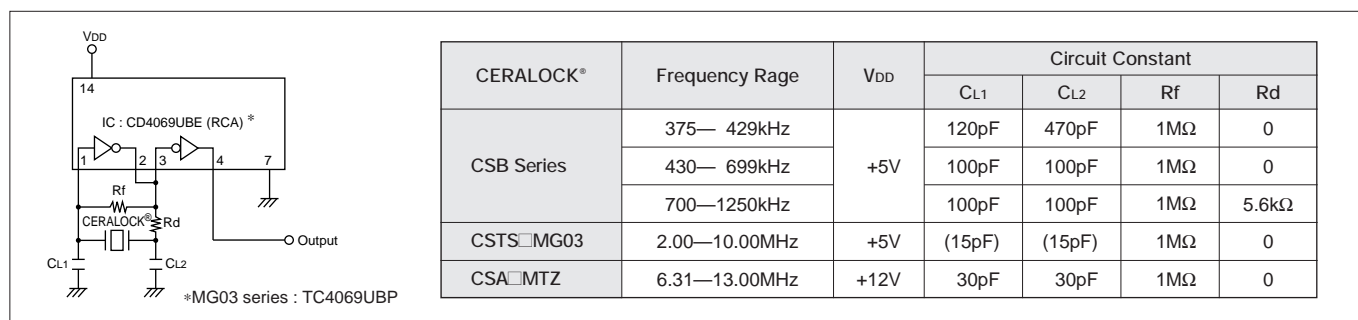 VDD
14
IC : CD4069UBE (RCA) *
1 2 3 4 7
Rf
CERALOCK® Rd
Output
CL1 CL2
*MG03 series : TC4069UBP
CERALOCK® Frequency Rage VDD Circuit Constant
CL1 CL2 Rf Rd
CSB Series 375— 429kHz +5V 120pF 470pF 1MΩ 0
430— 699kHz 100pF 100pF 1MΩ 0
700—1250kHz 100pF 100pF 1MΩ 5.6kΩ
CSTS□MG03 2.00—10.00MHz +5V (15pF) (15pF) 1MΩ 0
CSA□MTZ 6.31—13.00MHz +12V 30pF 30pF 1MΩ 0